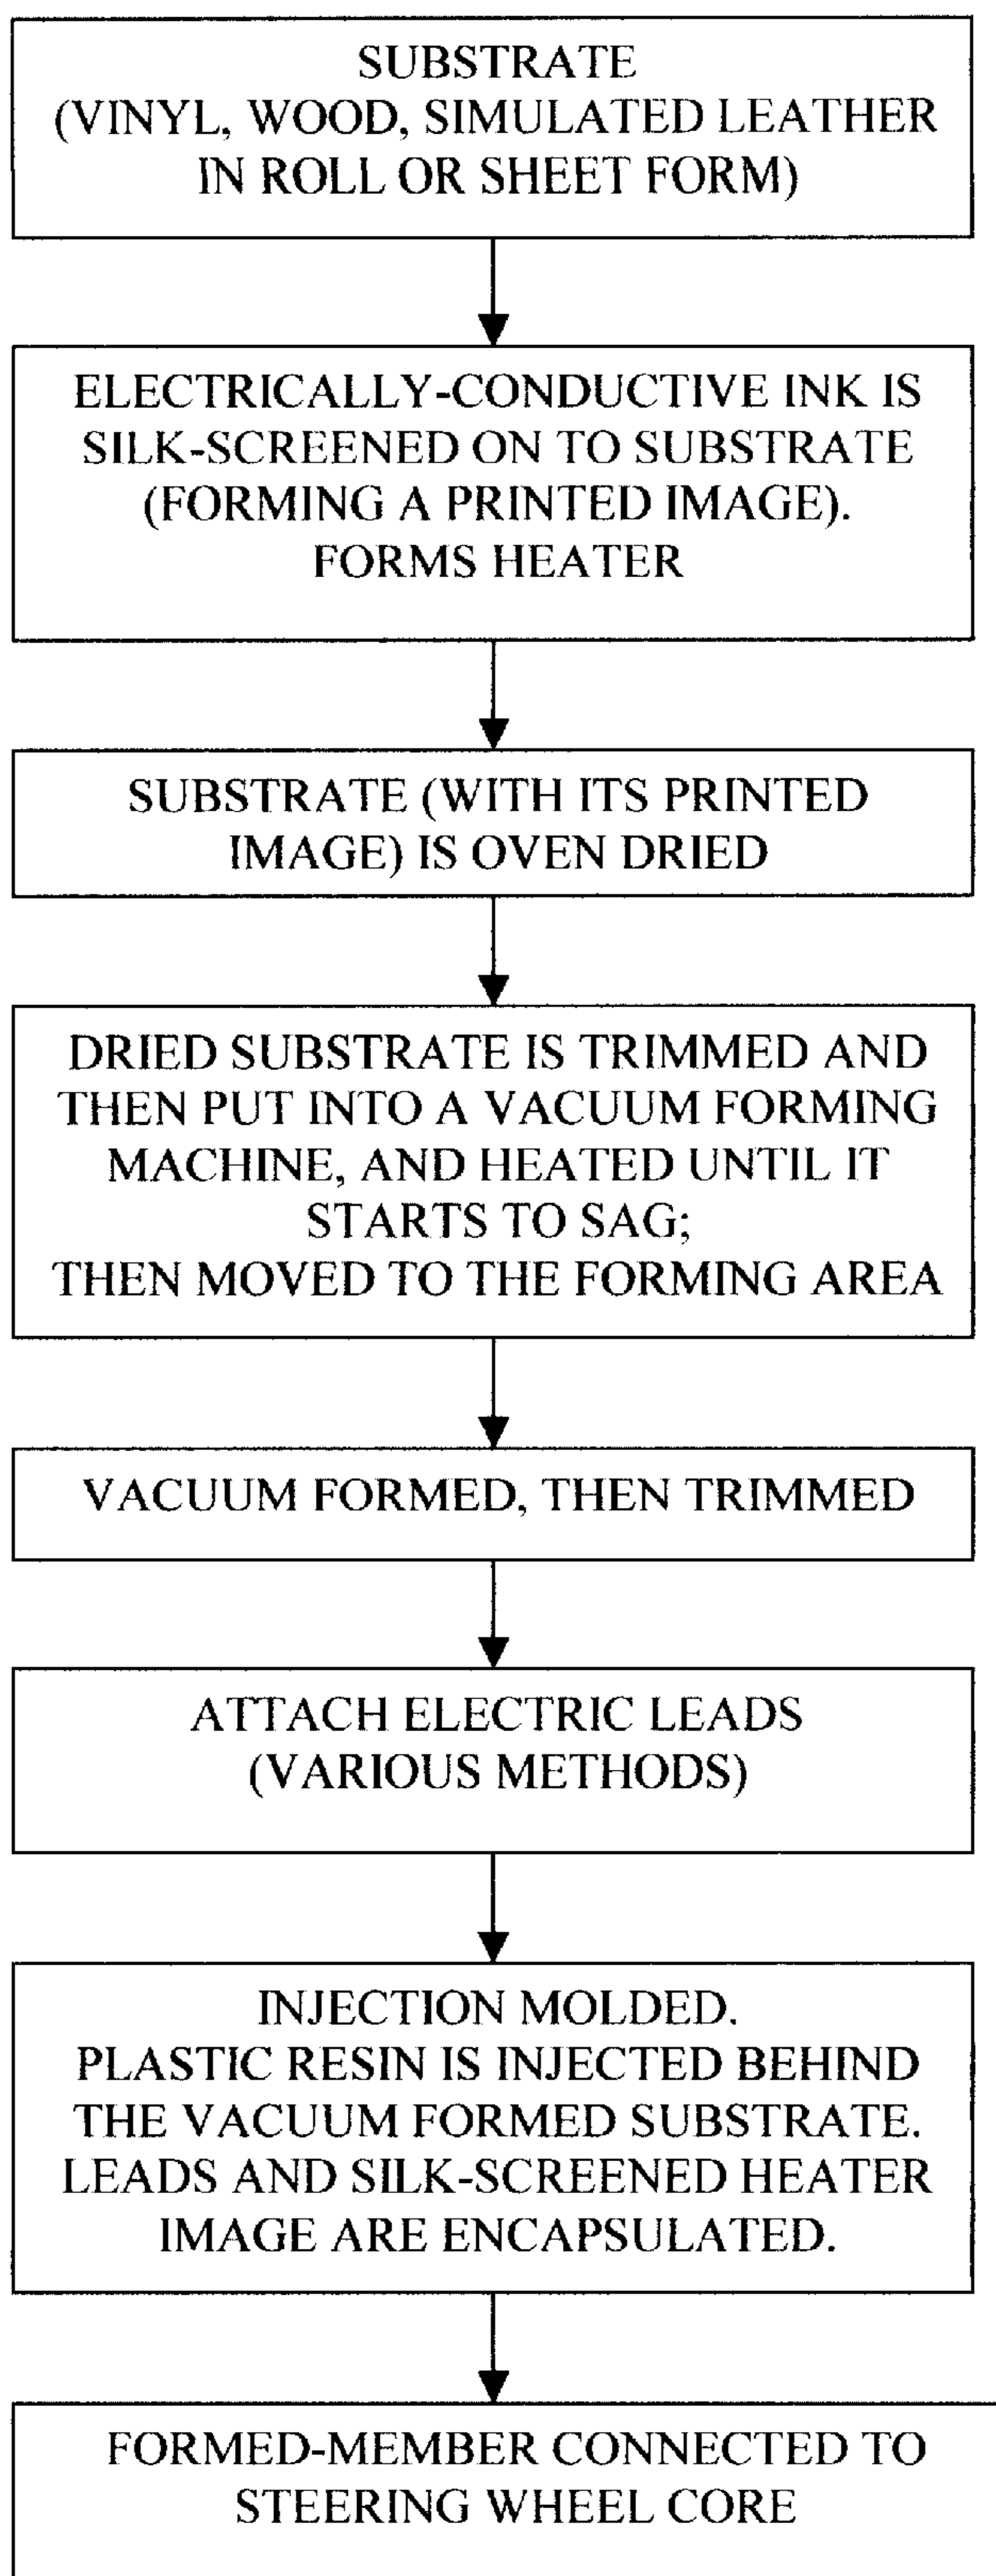 SUBSTRATE
(VINYL, WOOD, SIMULATED LEATHER
IN ROLL OR SHEET FORM)
ELECTRICALLY-CONDUCTIVE INK IS
SILK-SCREENED ON TO SUBSTRATE
(FORMING A PRINTED IMAGE).
FORMS HEATER
SUBSTRATE (WITH ITS PRINTED
IMAGE) IS OVEN DRIED
DRIED SUBSTRATE IS TRIMMED AND
THEN PUT INTO A VACUUM FORMING
MACHINE, AND HEATED UNTIL IT
STARTS TO SAG;
THEN MOVED TO THE FORMING AREA
VACUUM FORMED, THEN TRIMMED
ATTACH ELECTRIC LEADS
(VARIOUS METHODS)
INJECTION MOLDED.
PLASTIC RESIN IS INJECTED BEHIND
THE VACUUM FORMED SUBSTRATE.
LEADS AND SILK-SCREENED HEATER
IMAGE ARE ENCAPSULATED.
FORMED-MEMBER CONNECTED TO
STEERING WHEEL CORE